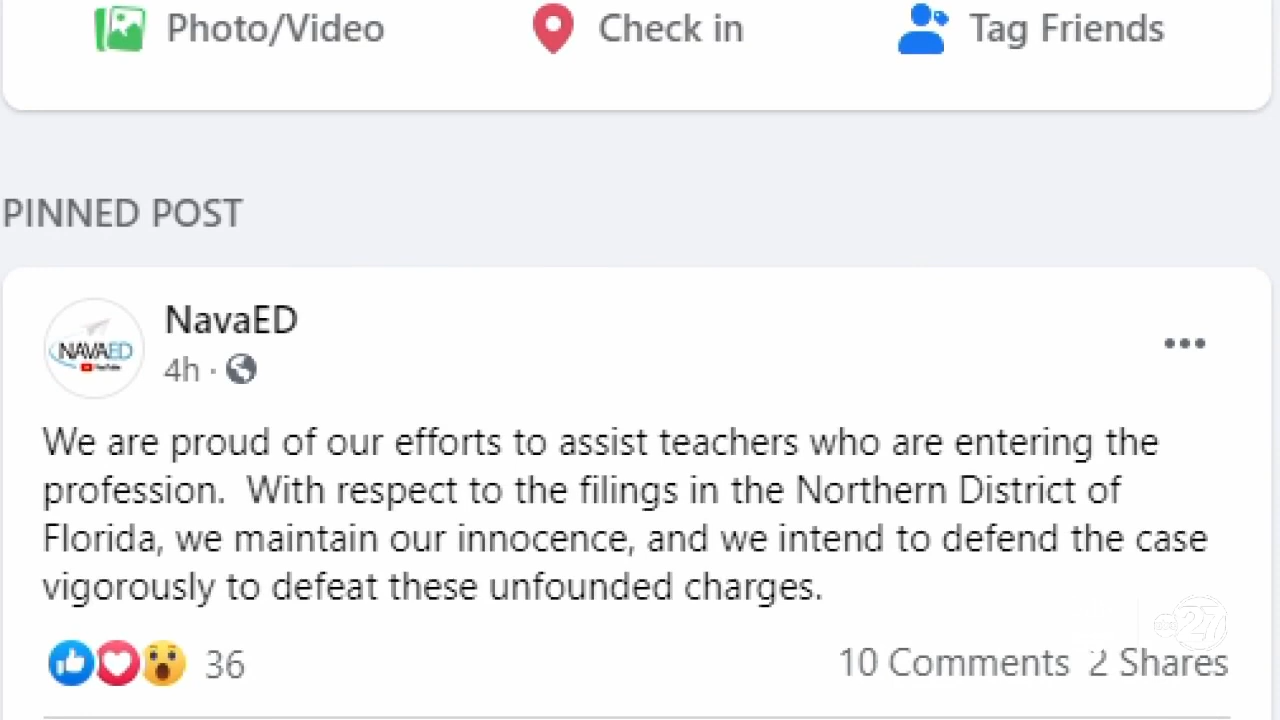 Photo/Video Check in Tag Friends
PINNED POST
NAVAED
NavaED
4h ·
We are proud of our efforts to assist teachers who are entering the
profession. With respect to the filings in the Northern District of
Florida, we maintain our innocence, and we intend to defend the case
vigorously to defeat these unfounded charges.
36 10 Comments 2 Shares
abc 27